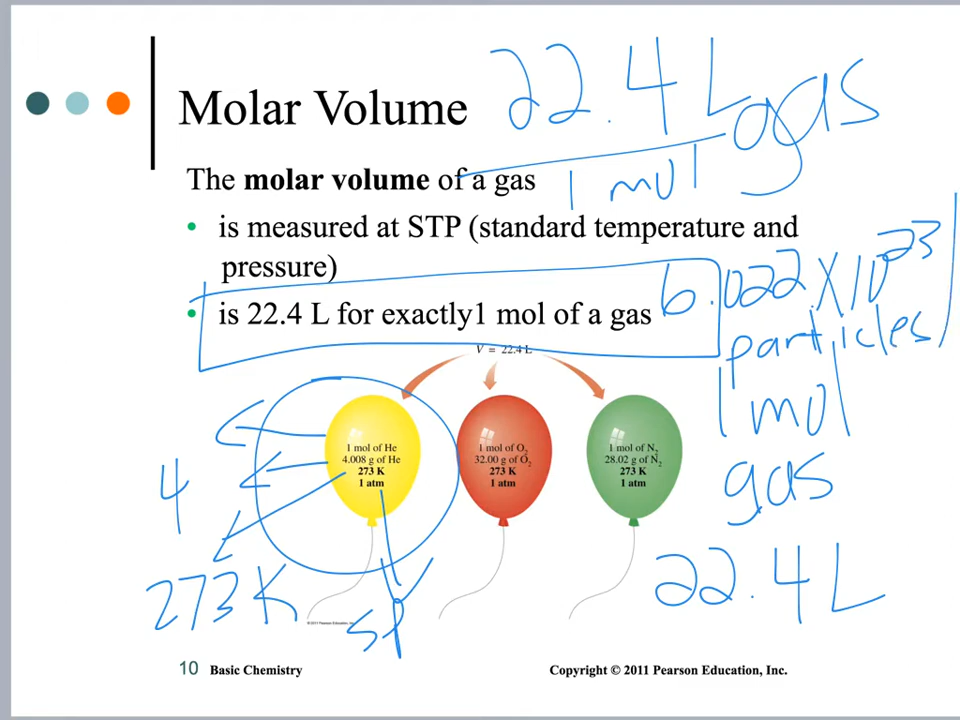 Molar Volume
22.4 L gas
1 mol
The molar volume of a gas
• is measured at STP (standard temperature and
pressure)
• is 22.4 L for exactly1 mol of a gas
6.022 X 10^23
particles
1 mol
gas
22.4 L
V = 22.4 L
1 mol of He
4.008 g of He
273 K
1 atm
1 mol of O2
32.00 g of O2
273 K
1 atm
1 mol of N2
28.02 g of N2
273 K
1 atm
4
273 K
10 Basic Chemistry
Copyright © 2011 Pearson Education, Inc.